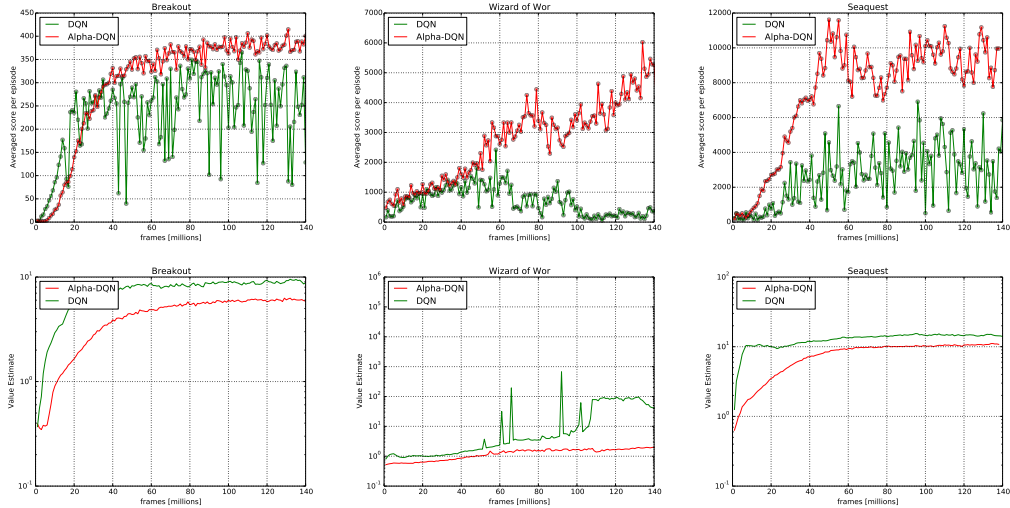 Breakout
Averaged score per episode
450
400
350
300
250
200
150
100
50
0
DQN
Alpha-DQN
0 20 40 60 80 100 120 140
frames [millions]
Wizard of Wor
Averaged score per episode
7000
6000
5000
4000
3000
2000
1000
0
DQN
Alpha-DQN
0 20 40 60 80 100 120 140
frames [millions]
Seaquest
Averaged score per episode
12000
10000
8000
6000
4000
2000
0
DQN
Alpha-DQN
0 20 40 60 80 100 120 140
frames [millions]
Breakout
Value Estimate
10^1
10^0
10^-1
Alpha-DQN
DQN
0 20 40 60 80 100 120 140
frames [millions]
Wizard of Wor
Value Estimate
10^6
10^5
10^4
10^3
10^2
10^1
10^0
10^-1
Alpha-DQN
DQN
0 20 40 60 80 100 120 140
frames [millions]
Seaquest
Value Estimate
10^2
10^1
10^0
10^-1
Alpha-DQN
DQN
0 20 40 60 80 100 120 140
frames [millions]